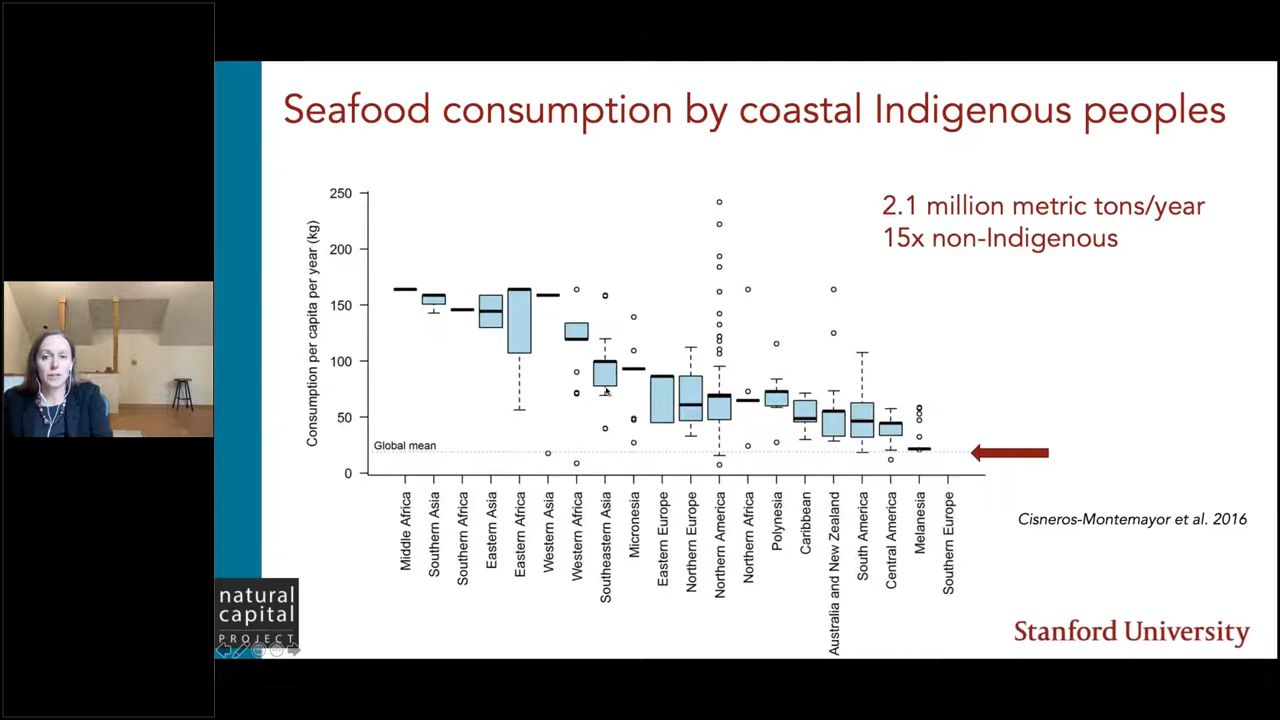 Seafood consumption by coastal Indigenous peoples
2.1 million metric tons/year
15x non-Indigenous
Consumption per capita per year (kg)
250
200
150
100
50
0
Global mean
Middle Africa
Southern Asia
Southern Africa
Eastern Asia
Eastern Africa
Western Asia
Western Africa
Southeastern Asia
Micronesia
Eastern Europe
Northern Europe
Northern America
Northern Africa
Polynesia
Caribbean
Australia and New Zealand
South America
Central America
Melanesia
Southern Europe
Cisneros-Montemayor et al. 2016
natural
capital
PROJECT
Stanford University